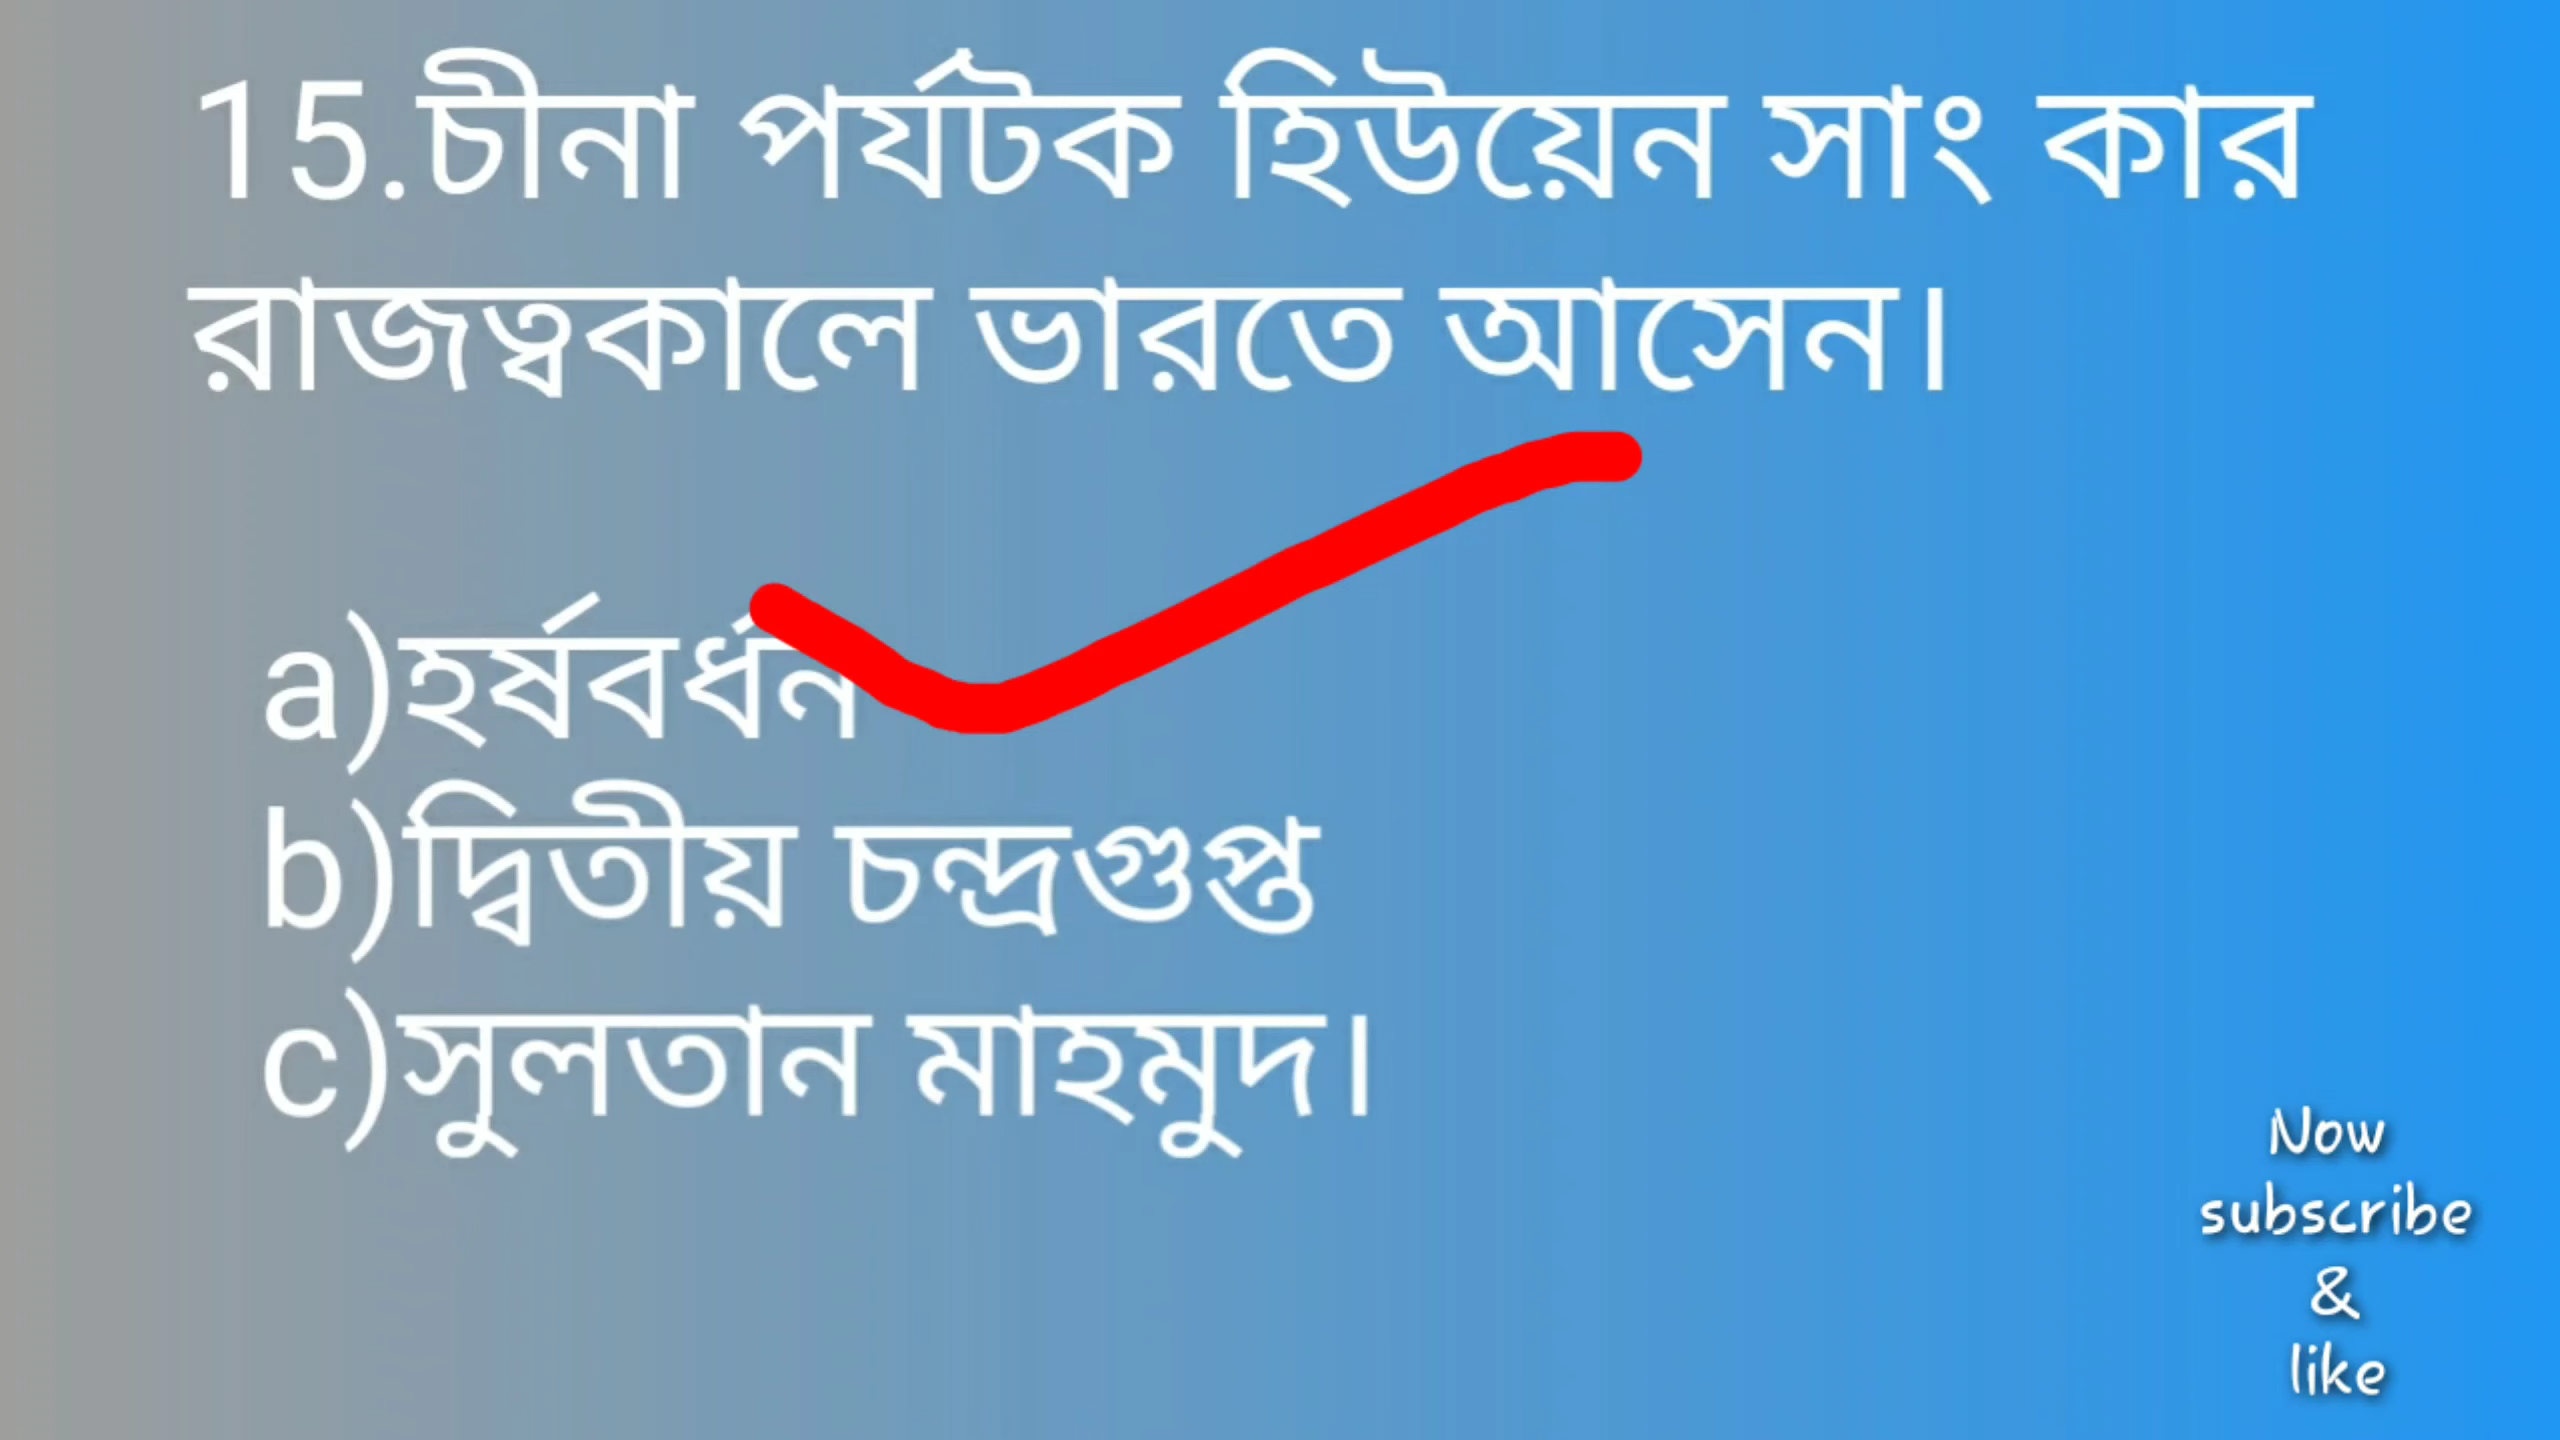 15.চীনা পর্যটক হিউয়েন সাং কার
রাজত্বকালে ভারতে আসেন।
a)হর্ষবর্ধন
b)দ্বিতীয় চন্দ্রগুপ্ত
c)সুলতান মাহমুদ।
Now
subscribe
&
like